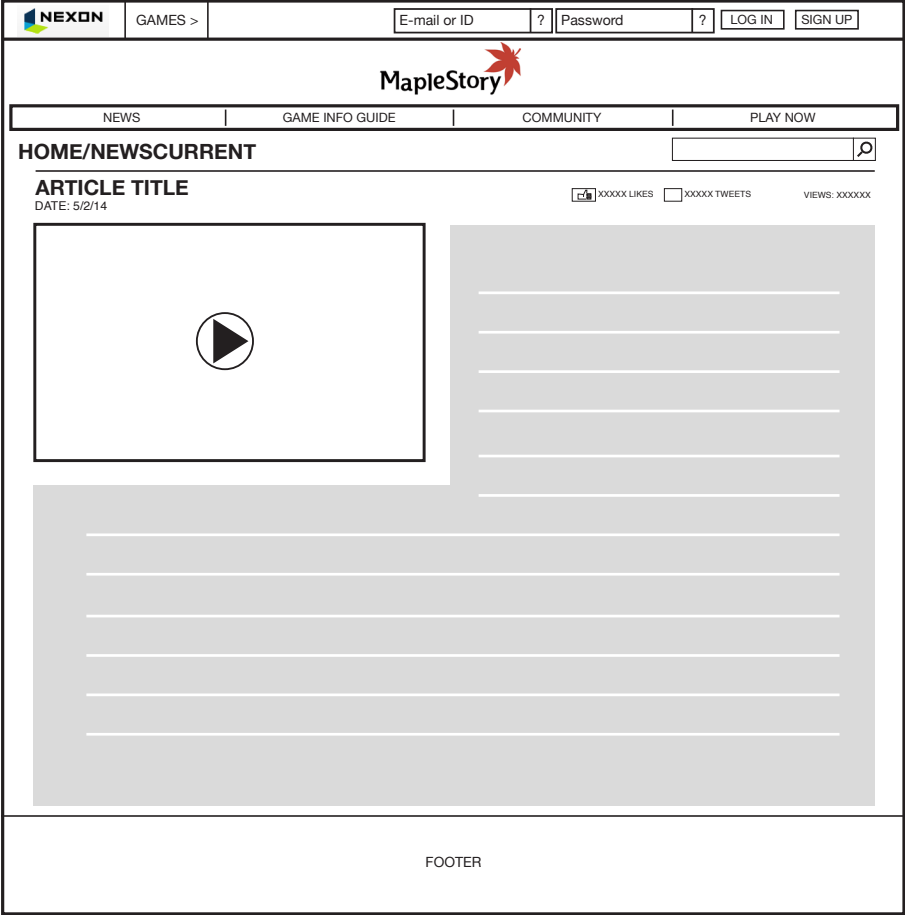 NEXON GAMES > E-mail or ID ? Password ? LOG IN SIGN UP
MapleStory
NEWS GAME INFO GUIDE COMMUNITY PLAY NOW
HOME/NEWSCURRENT
ARTICLE TITLE
XXXXX LIKES XXXXX TWEETS VIEWS: XXXXXX
DATE: 5/2/14
FOOTER